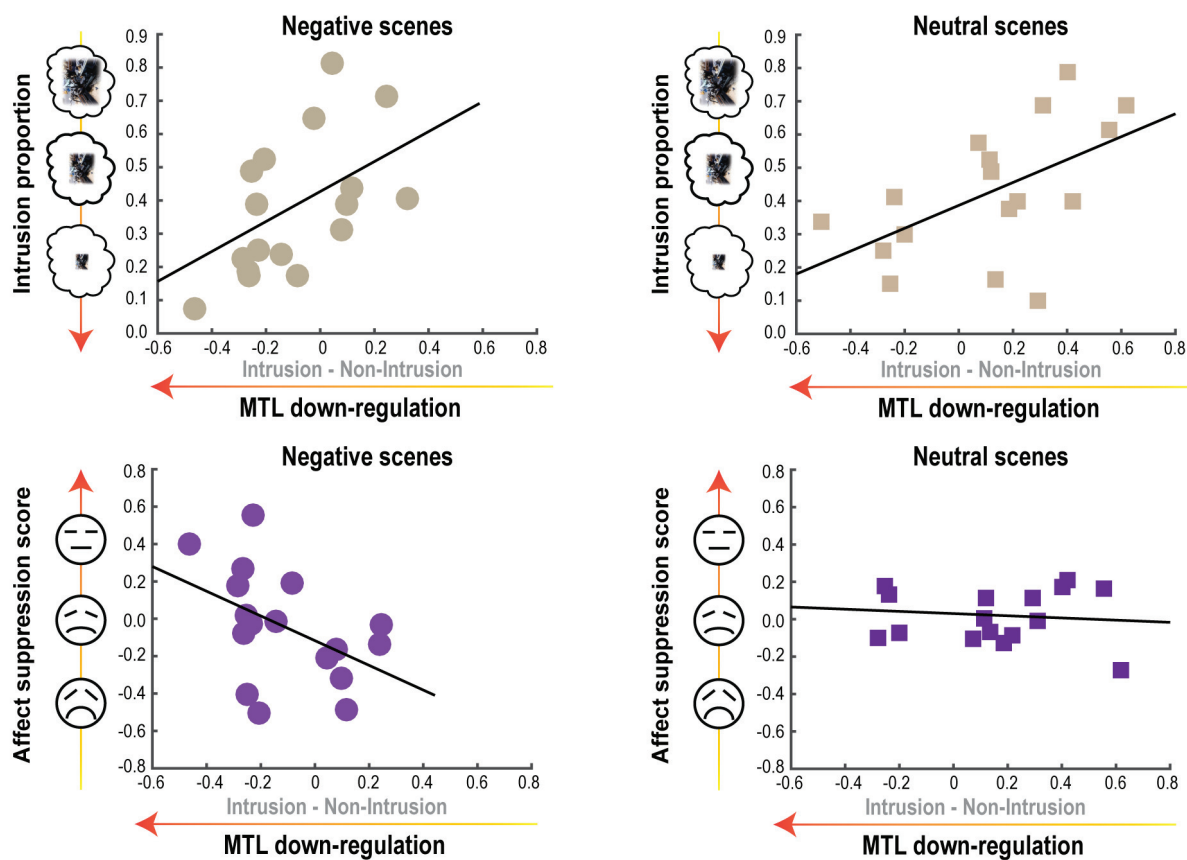 Negative scenes
Intrusion proportion
0.9
0.8
0.7
0.6
0.5
0.4
0.3
0.2
0.1
0.0
-0.6 -0.4 -0.2 0 0.2 0.4 0.6 0.8
Intrusion - Non-Intrusion
MTL down-regulation
Neutral scenes
Intrusion proportion
0.9
0.8
0.7
0.6
0.5
0.4
0.3
0.2
0.1
0.0
-0.6 -0.4 -0.2 0 0.2 0.4 0.6 0.8
Intrusion - Non-Intrusion
MTL down-regulation
Negative scenes
Affect suppression score
0.8
0.6
0.4
0.2
0.0
-0.2
-0.4
-0.6
-0.8
-0.6 -0.4 -0.2 0 0.2 0.4 0.6 0.8
Intrusion - Non-Intrusion
MTL down-regulation
Neutral scenes
Affect suppression score
0.8
0.6
0.4
0.2
0.0
-0.2
-0.4
-0.6
-0.8
-0.6 -0.4 -0.2 0 0.2 0.4 0.6 0.8
Intrusion - Non-Intrusion
MTL down-regulation